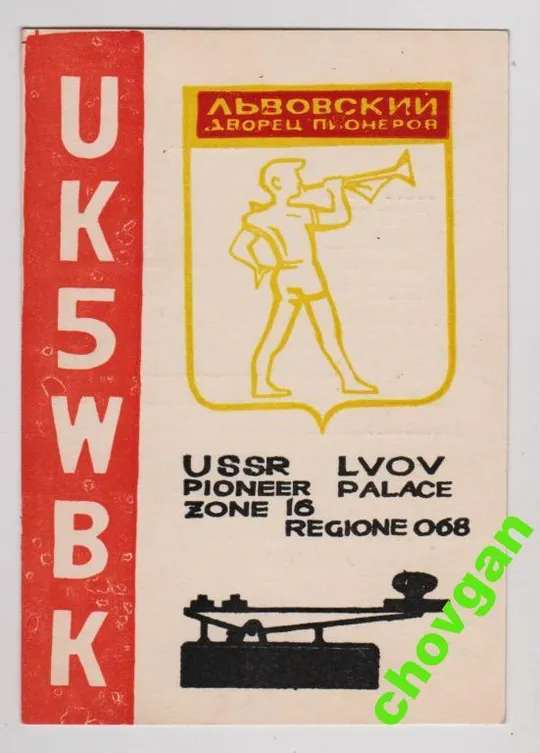 UK5WBK
ЛЬВОВСКИЙ
ДВОРЕЦ ПИОНЕРОВ
USSR LVOV
PIONEER PALACE
ZONE 16
REGIONE 068
chovgan